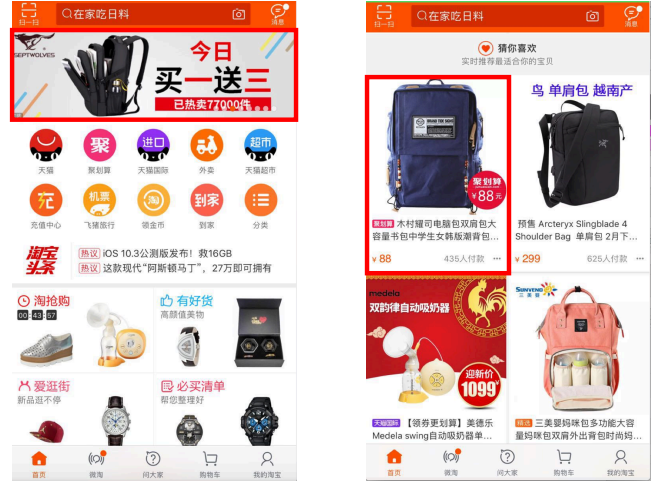 扫一扫
在家吃日料
消息
SEPTWOLVES
今日
买一送三
已热卖77000件
聚
进口
超市
天猫
聚划算
天猫国际
外卖
天猫超市
充
机票
淘
到家
充值中心
飞猪旅行
领金币
到家
分类
淘宝头条
热议 iOS 10.3公测版发布！救16GB
热议 这款现代“阿斯顿马丁”，27万即可拥有
淘抢购
00:43:57
有好货
高颜值美物
爱逛街
新品逛不停
必买清单
帮您整理好
首页
微淘
问大家
购物车
我的淘宝
扫一扫
在家吃日料
消息
猜你喜欢
实时推荐最适合你的宝贝
聚划算
¥88元
聚划算 木村耀司电脑包双肩包大
容量书包中学生女韩版潮背包...
¥ 88
435人付款
鸟 单肩包 越南产
预售 Arcteryx Slingblade 4
Shoulder Bag 单肩包 2月下...
¥ 299
625人付款
medela
双韵律自动吸奶器
迎新价
1099¥
天猫国际 【领券更划算】美德乐
Medela swing自动吸奶器单...
SUNVENO
三美婴
精选 三美婴妈咪包多功能大容
量妈咪包双肩外出背包时尚妈...
首页
微淘
问大家
购物车
我的淘宝